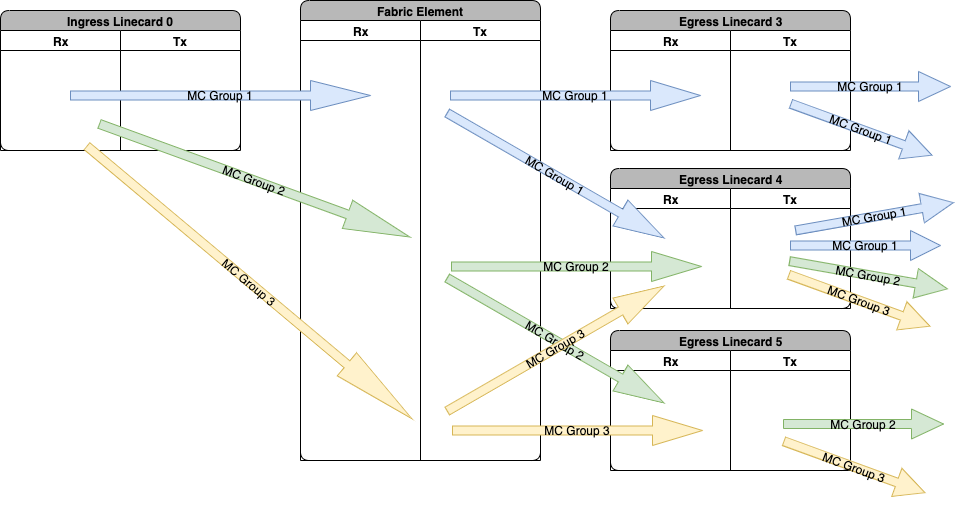 Ingress Linecard 0
Rx
Tx
MC Group 1
MC Group 2
MC Group 3
Fabric Element
Rx
Tx
MC Group 1
MC Group 1
MC Group 2
MC Group 2
MC Group 3
MC Group 3
Egress Linecard 3
Rx
Tx
MC Group 1
MC Group 1
Egress Linecard 4
Rx
Tx
MC Group 1
MC Group 1
MC Group 2
MC Group 3
Egress Linecard 5
Rx
Tx
MC Group 2
MC Group 3